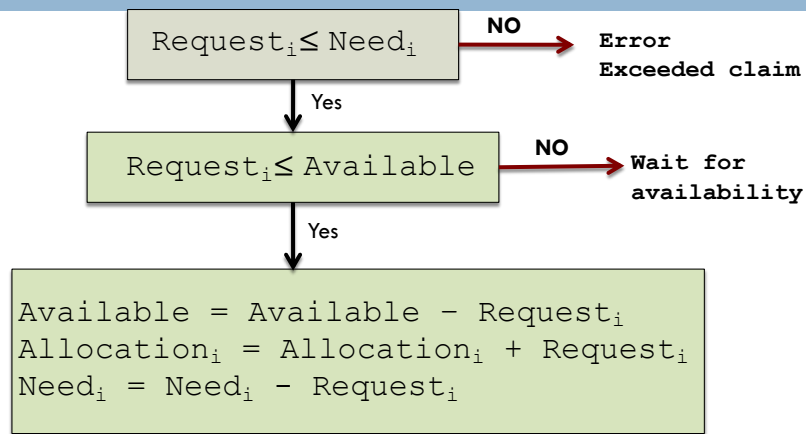 Requestᵢ≤ Needᵢ
NO
Error
Exceeded claim
Yes
Requestᵢ≤ Available
NO
Wait for
availability
Yes
Available = Available – Requestᵢ
Allocationᵢ = Allocationᵢ + Requestᵢ
Needᵢ = Needᵢ - Requestᵢ